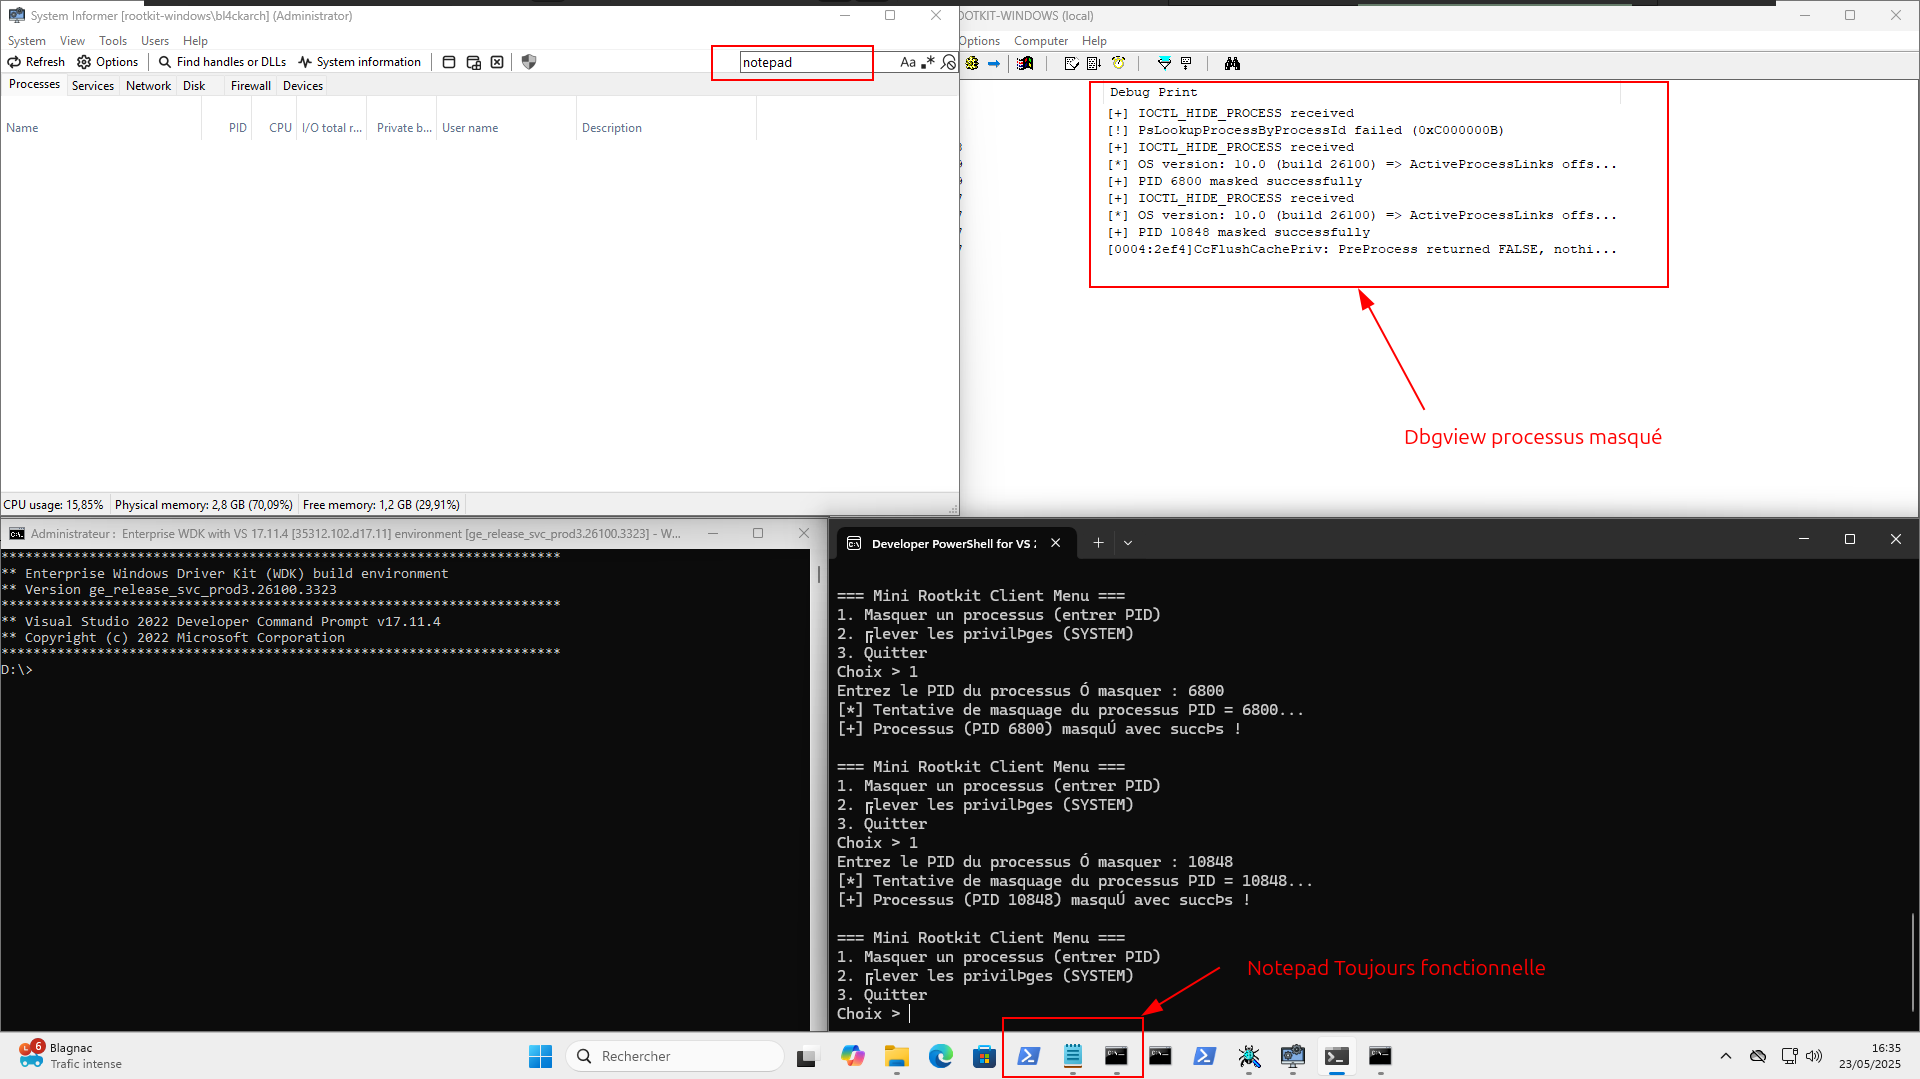 System Informer [rootkit-windows\bl4ckarch] (Administrator)
System View Tools Users Help
Refresh Options Find handles or DLLs System information notepad Aa .*
Processes Services Network Disk Firewall Devices
Name PID CPU I/O total r... Private b... User name Description
CPU usage: 15,85% Physical memory: 2,8 GB (70,09%) Free memory: 1,2 GB (29,91%)
OOTKIT-WINDOWS (local)
Options Computer Help
Debug Print
[+] IOCTL_HIDE_PROCESS received
[!] PsLookupProcessByProcessId failed (0xC000000B)
[+] IOCTL_HIDE_PROCESS received
[*] OS version: 10.0 (build 26100) => ActiveProcessLinks offs...
[+] PID 6800 masked successfully
[+] IOCTL_HIDE_PROCESS received
[*] OS version: 10.0 (build 26100) => ActiveProcessLinks offs...
[+] PID 10848 masked successfully
[0004:2ef4]CcFlushCachePriv: PreProcess returned FALSE, nothi...
Dbgview processus masqué
Administrateur : Enterprise WDK with VS 17.11.4 [35312.102.d17.11] environment [ge_release_svc_prod3.26100.3323] - W...
**********************************************************************
** Enterprise Windows Driver Kit (WDK) build environment
** Version ge_release_svc_prod3.26100.3323
**********************************************************************
** Visual Studio 2022 Developer Command Prompt v17.11.4
** Copyright (c) 2022 Microsoft Corporation
**********************************************************************
D:\>
Developer PowerShell for VS 2
=== Mini Rootkit Client Menu ===
1. Masquer un processus (entrer PID)
2. ╔lever les privilÞges (SYSTEM)
3. Quitter
Choix > 1
Entrez le PID du processus Ó masquer : 6800
[*] Tentative de masquage du processus PID = 6800...
[+] Processus (PID 6800) masquÚ avec succÞs !
=== Mini Rootkit Client Menu ===
1. Masquer un processus (entrer PID)
2. ╔lever les privilÞges (SYSTEM)
3. Quitter
Choix > 1
Entrez le PID du processus Ó masquer : 10848
[*] Tentative de masquage du processus PID = 10848...
[+] Processus (PID 10848) masquÚ avec succÞs !
=== Mini Rootkit Client Menu ===
1. Masquer un processus (entrer PID)
2. ╔lever les privilÞges (SYSTEM)
3. Quitter
Choix >
Notepad Toujours fonctionnelle
6
Blagnac
Trafic intense
Rechercher
16:35
23/05/2025